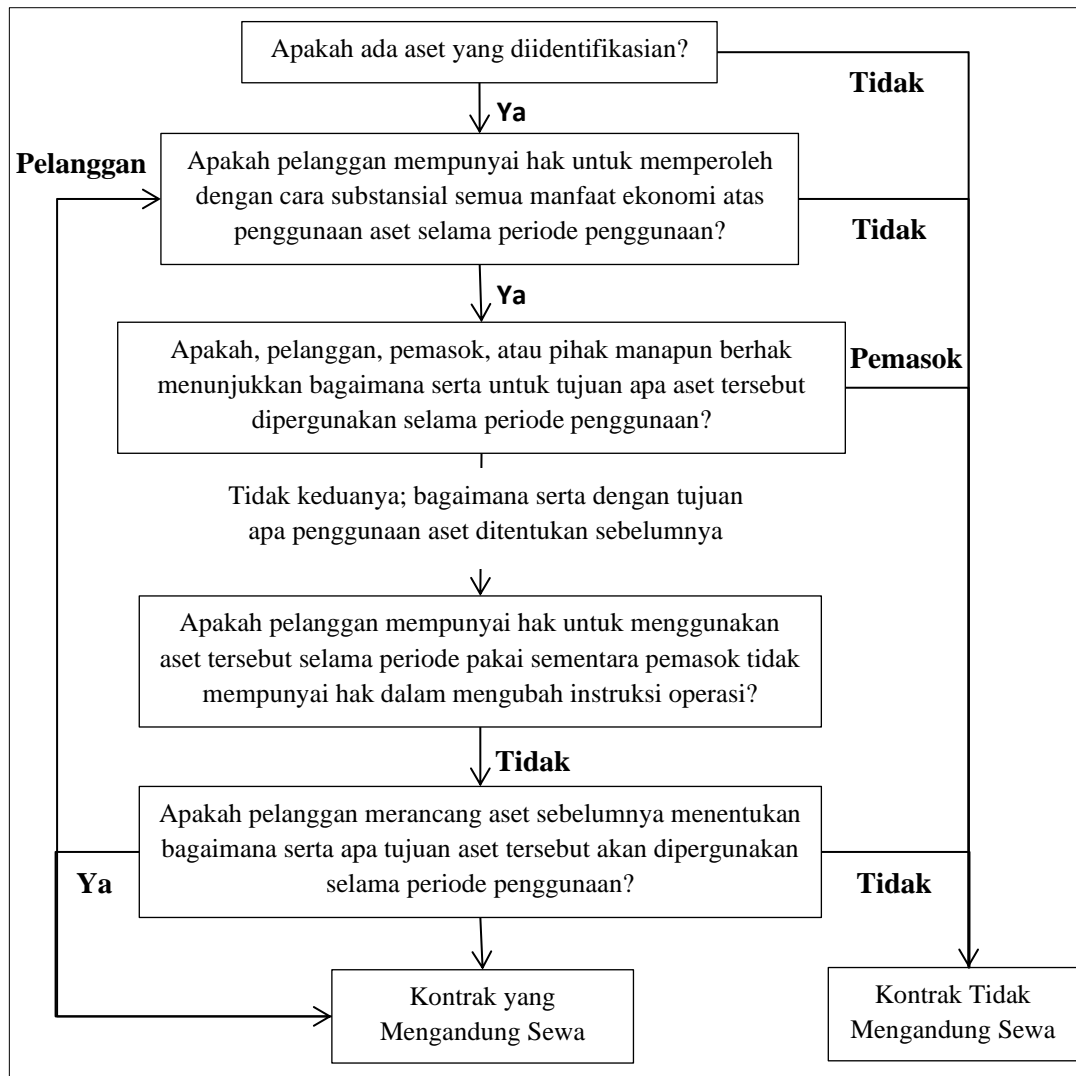 Apakah ada aset yang diidentifikasian?
Tidak
Ya
Pelanggan
Apakah pelanggan mempunyai hak untuk memperoleh
dengan cara substansial semua manfaat ekonomi atas
penggunaan aset selama periode penggunaan?
Tidak
Ya
Apakah, pelanggan, pemasok, atau pihak manapun berhak
menunjukkan bagaimana serta untuk tujuan apa aset tersebut
dipergunakan selama periode penggunaan?
Pemasok
Tidak keduanya; bagaimana serta dengan tujuan
apa penggunaan aset ditentukan sebelumnya
Apakah pelanggan mempunyai hak untuk menggunakan
aset tersebut selama periode pakai sementara pemasok tidak
mempunyai hak dalam mengubah instruksi operasi?
Tidak
Apakah pelanggan merancang aset sebelumnya menentukan
bagaimana serta apa tujuan aset tersebut akan dipergunakan
selama periode penggunaan?
Ya
Tidak
Kontrak yang
Mengandung Sewa
Kontrak Tidak
Mengandung Sewa